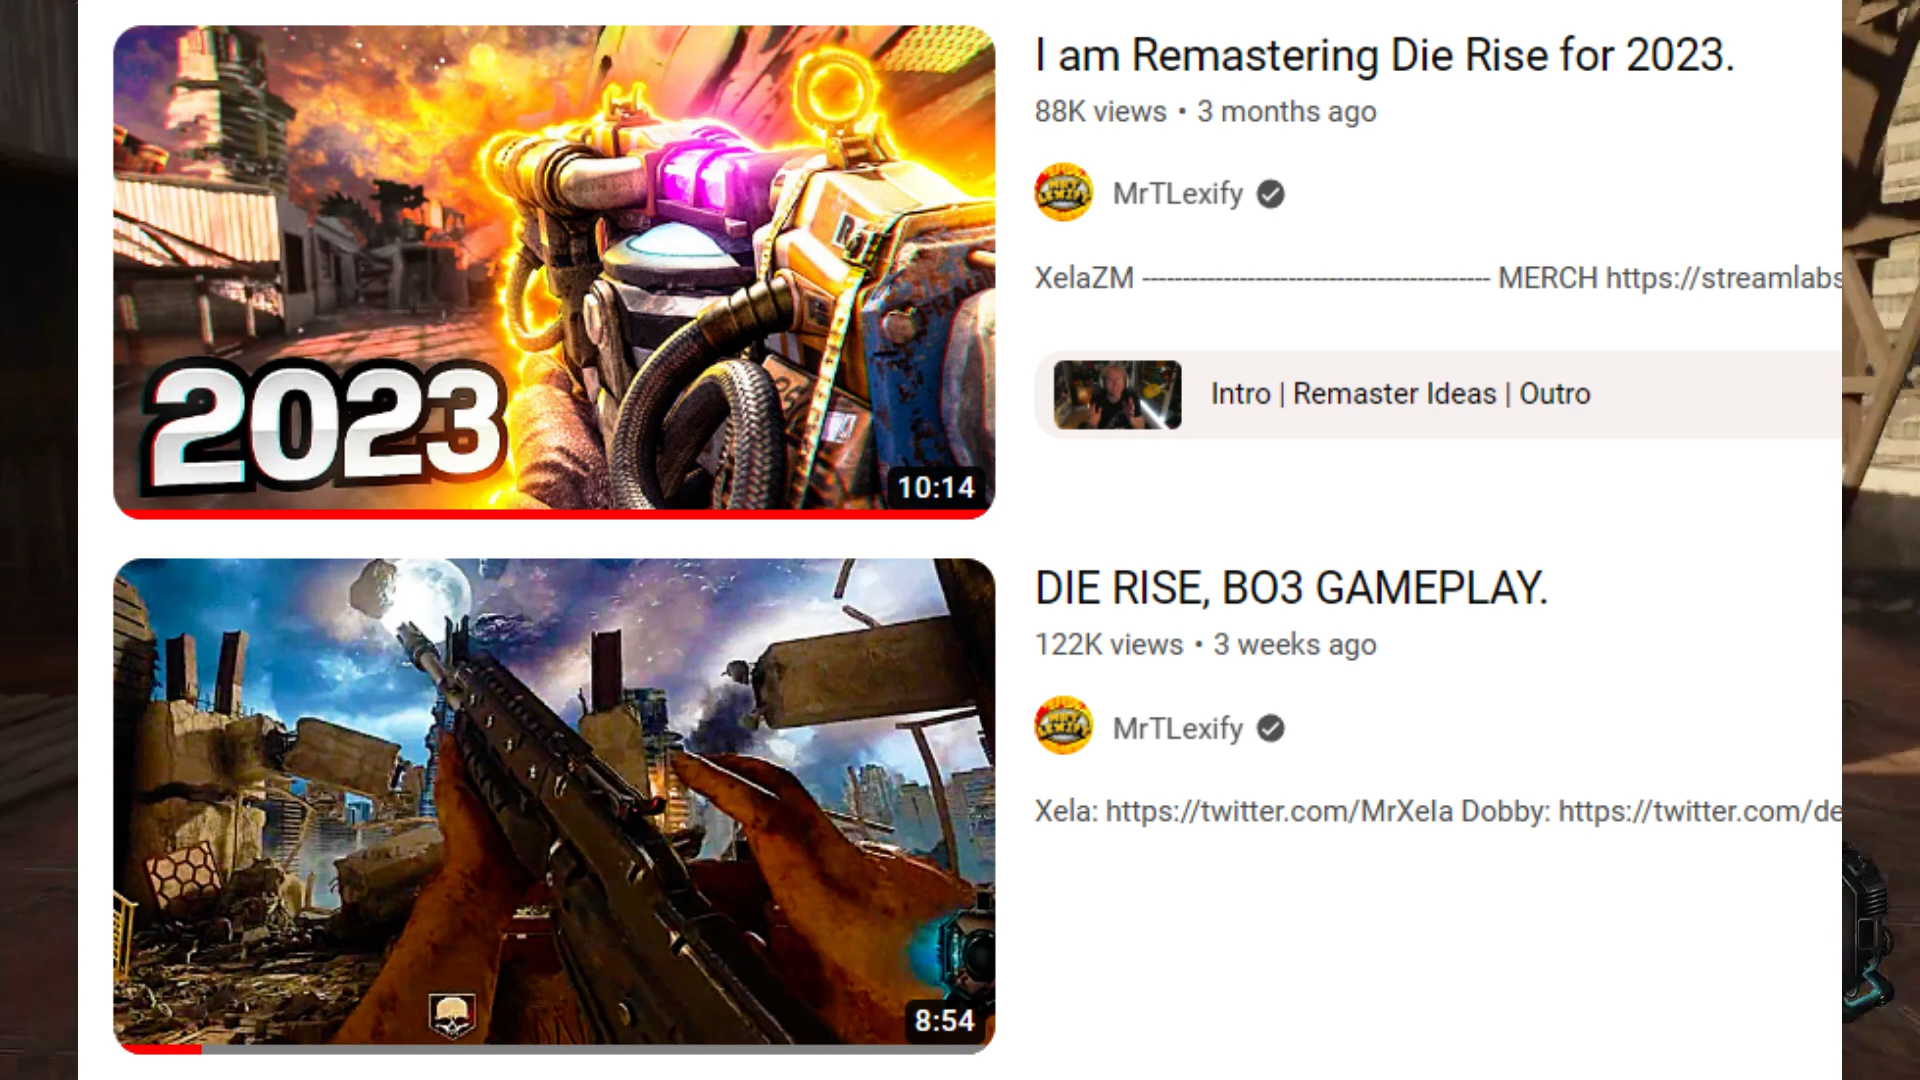 I am Remastering Die Rise for 2023.
88K views • 3 months ago
MrTLexify
XelaZM ------------------------------------------- MERCH https://streamlabs
Intro | Remaster Ideas | Outro
2023
10:14
DIE RISE, BO3 GAMEPLAY.
122K views • 3 weeks ago
MrTLexify
Xela: https://twitter.com/MrXela Dobby: https://twitter.com/de
8:54